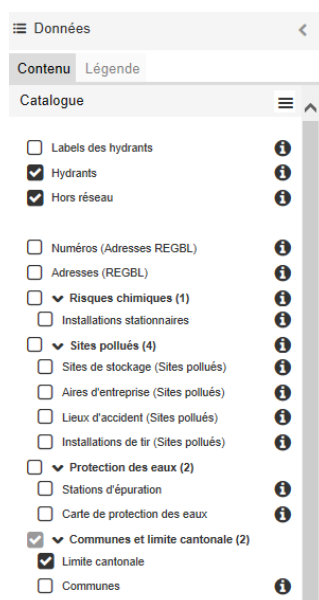 Données
Contenu Légende
Catalogue
Labels des hydrants
Hydrants
Hors réseau
Numéros (Adresses REGBL)
Adresses (REGBL)
Risques chimiques (1)
Installations stationnaires
Sites pollués (4)
Sites de stockage (Sites pollués)
Aires d'entreprise (Sites pollués)
Lieux d'accident (Sites pollués)
Installations de tir (Sites pollués)
Protection des eaux (2)
Stations d'épuration
Carte de protection des eaux
Communes et limite cantonale (2)
Limite cantonale
Communes